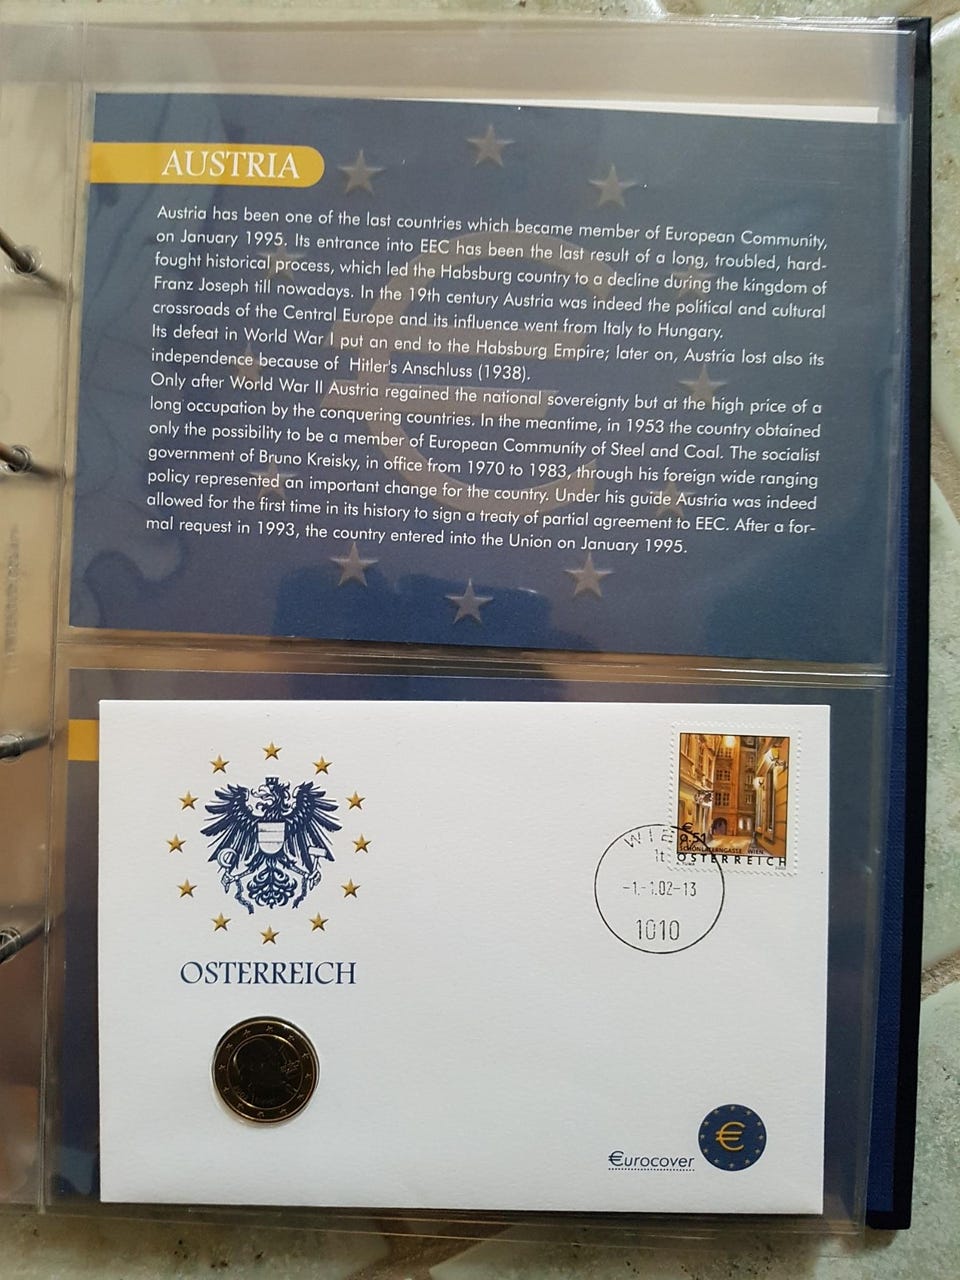 AUSTRIA
Austria has been one of the last countries which became member of European Community,
on January 1995. Its entrance into EEC has been the last result of a long, troubled, hard-
fought historical process, which led the Habsburg country to a decline during the kingdom of
Franz Joseph till nowadays. In the 19th century Austria was indeed the political and cultural
crossroads of the Central Europe and its influence went from Italy to Hungary.
Its defeat in World War I put an end to the Habsburg Empire; later on, Austria lost also its
independence because of Hitler's Anschluss (1938).
Only after World War II Austria regained the national sovereignty but at the high price of a
long occupation by the conquering countries. In the meantime, in 1953 the country obtained
only the possibility to be a member of European Community of Steel and Coal. The socialist
government of Bruno Kreisky, in office from 1970 to 1983, through his foreign wide ranging
policy represented an important change for the country. Under his guide Austria was indeed
allowed for the first time in its history to sign a treaty of partial agreement to EEC. After a for-
mal request in 1993, the country entered into the Union on January 1995.
€
0,51
SCHÖNLATERNGASSE WIEN
ÖSTERREICH
WIEN
1t
-1.-1.02-13
1010
OSTERREICH
€urocover
€